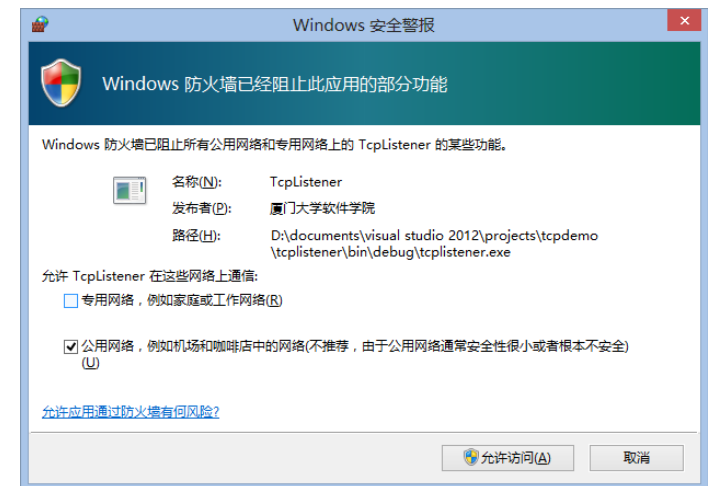 Windows 安全警报
Windows 防火墙已经阻止此应用的部分功能
Windows 防火墙已阻止所有公用网络和专用网络上的 TcpListener 的某些功能。
名称(N): TcpListener
发布者(P): 厦门大学软件学院
路径(H): D:\documents\visual studio 2012\projects\tcpdemo
\tcplistener\bin\debug\tcplistener.exe
允许 TcpListener 在这些网络上通信:
专用网络，例如家庭或工作网络(R)
公用网络，例如机场和咖啡店中的网络(不推荐，由于公用网络通常安全性很小或者根本不安全)
(U)
允许应用通过防火墙有何风险?
允许访问(A) 取消